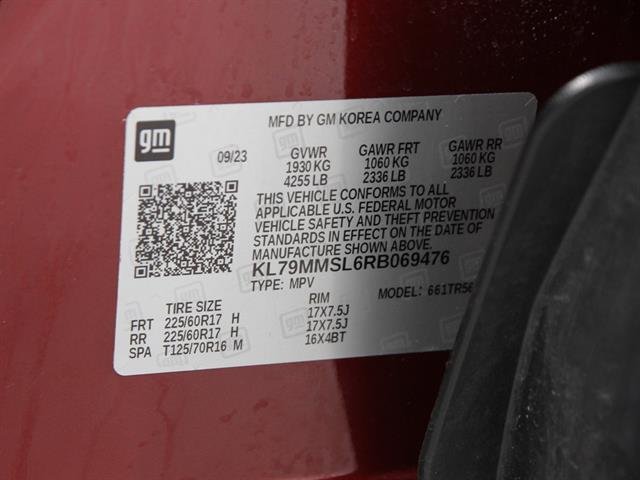 MFD BY GM KOREA COMPANY
gm
09/23 GVWR GAWR FRT GAWR RR
1930 KG 1060 KG 1060 KG
4255 LB 2336 LB 2336 LB
THIS VEHICLE CONFORMS TO ALL
APPLICABLE U.S. FEDERAL MOTOR
VEHICLE SAFETY AND THEFT PREVENTION
STANDARDS IN EFFECT ON THE DATE OF
MANUFACTURE SHOWN ABOVE.
KL79MMSL6RB069476
TYPE: MPV MODEL: 661TR56
TIRE SIZE RIM
FRT 225/60R17 H 17X7.5J
RR 225/60R17 H 17X7.5J
SPA T125/70R16 M 16X4BT